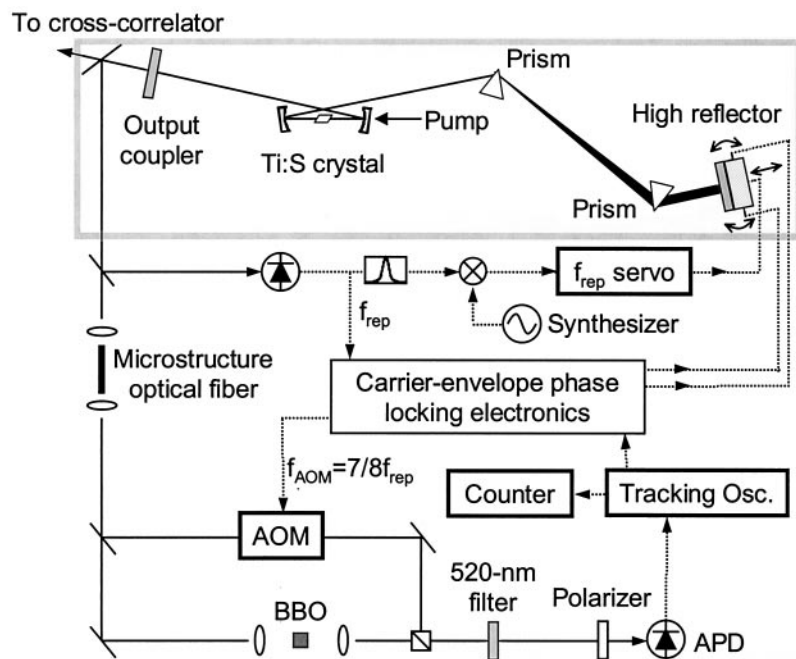 To cross-correlator
Prism
High reflector
Output
coupler
Ti:S crystal
Pump
Prism
f_rep servo
f_rep
Synthesizer
Microstructure
optical fiber
Carrier-envelope phase
locking electronics
f_AOM=7/8f_rep
Counter
Tracking Osc.
AOM
520-nm
filter
Polarizer
BBO
APD